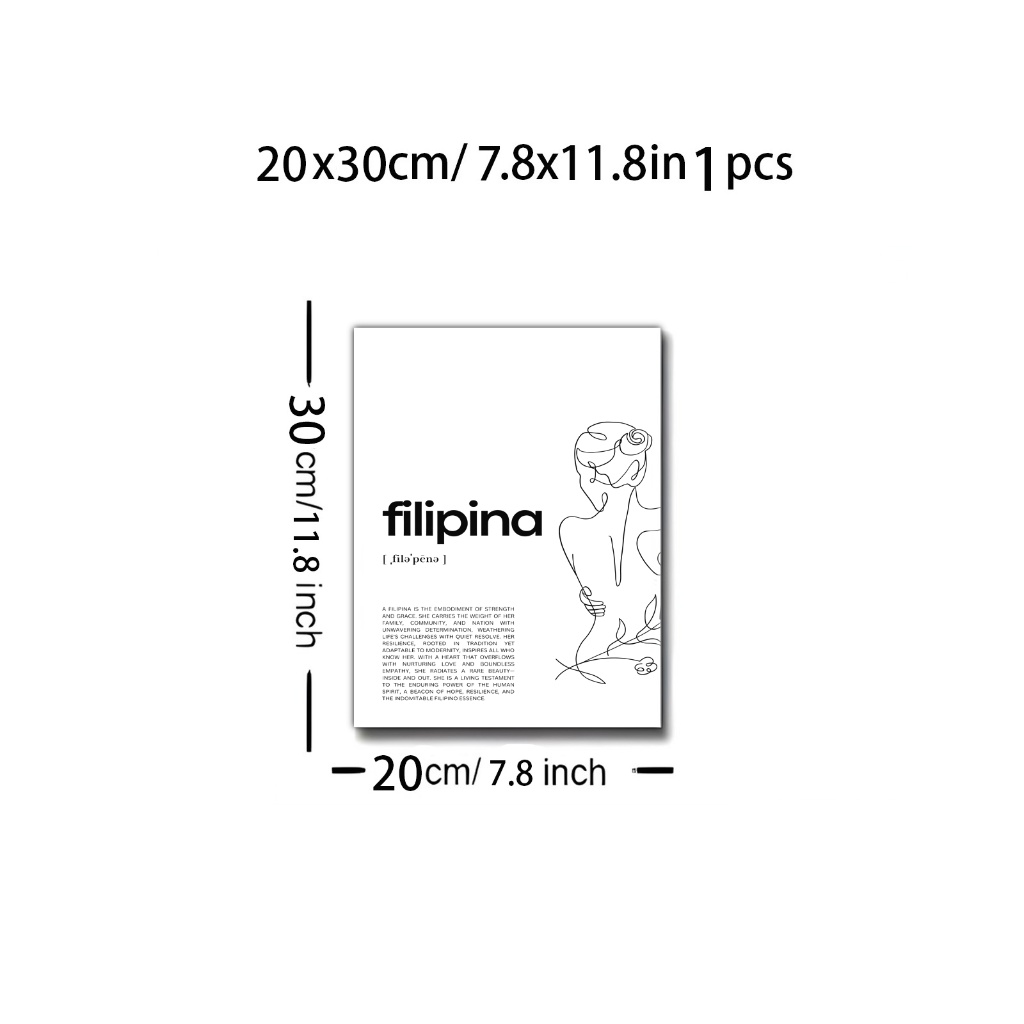 20x30cm/ 7.8x11.8in 1 pcs
30 cm/11.8 inch
filipina
[ ˌfiləˈpēnə ]
A FILIPINA IS THE EMBODIMENT OF STRENGTH
AND GRACE. SHE CARRIES THE WEIGHT OF HER
FAMILY, COMMUNITY, AND NATION WITH
UNWAVERING DETERMINATION, WEATHERING
LIFE'S CHALLENGES WITH QUIET RESOLVE. HER
RESILIENCE, ROOTED IN TRADITION YET
ADAPTABLE TO MODERNITY, INSPIRES ALL WHO
KNOW HER. WITH A HEART THAT OVERFLOWS
WITH NURTURING LOVE AND BOUNDLESS
EMPATHY, SHE RADIATES A RARE BEAUTY—
INSIDE AND OUT. SHE IS A LIVING TESTAMENT
TO THE ENDURING POWER OF THE HUMAN
SPIRIT, A BEACON OF HOPE, RESILIENCE, AND
THE INDOMITABLE FILIPINO ESSENCE.
20cm/ 7.8 inch